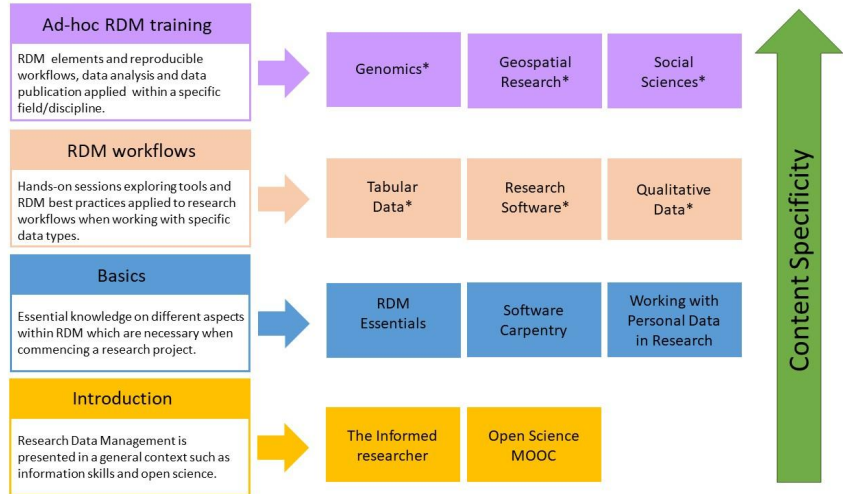 Ad-hoc RDM training
RDM elements and reproducible
workflows, data analysis and data
publication applied within a specific
field/discipline.
Genomics*
Geospatial
Research*
Social
Sciences*
RDM workflows
Hands-on sessions exploring tools and
RDM best practices applied to research
workflows when working with specific
data types.
Tabular
Data*
Research
Software*
Qualitative
Data*
Basics
Essential knowledge on different aspects
within RDM which are necessary when
commencing a research project.
RDM
Essentials
Software
Carpentry
Working with
Personal Data
in Research
Introduction
Research Data Management is
presented in a general context such as
information skills and open science.
The Informed
researcher
Open Science
MOOC
Content Specificity